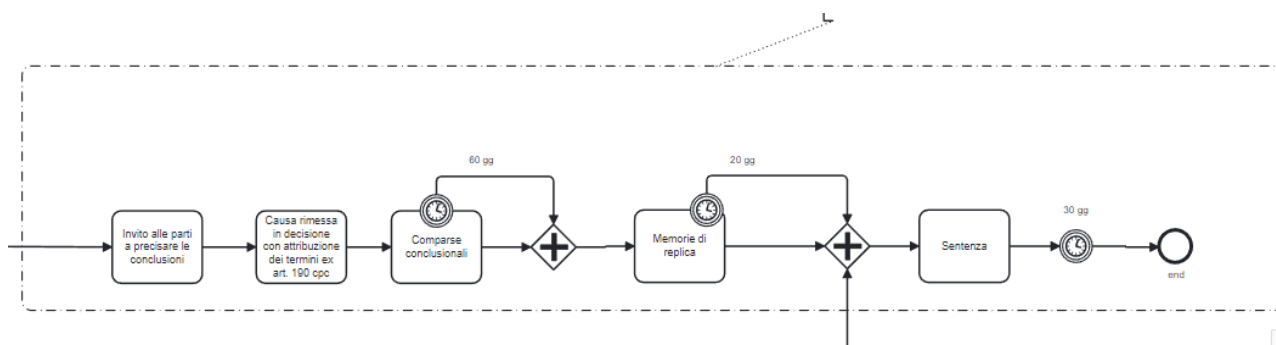 60 gg
20 gg
30 gg
Invito alle parti
a precisare le
conclusioni
Causa rimessa
in decisione
con attribuzione
dei termini ex
art. 190 cpc
Comparse
conclusionali
Memorie di
replica
Sentenza
end